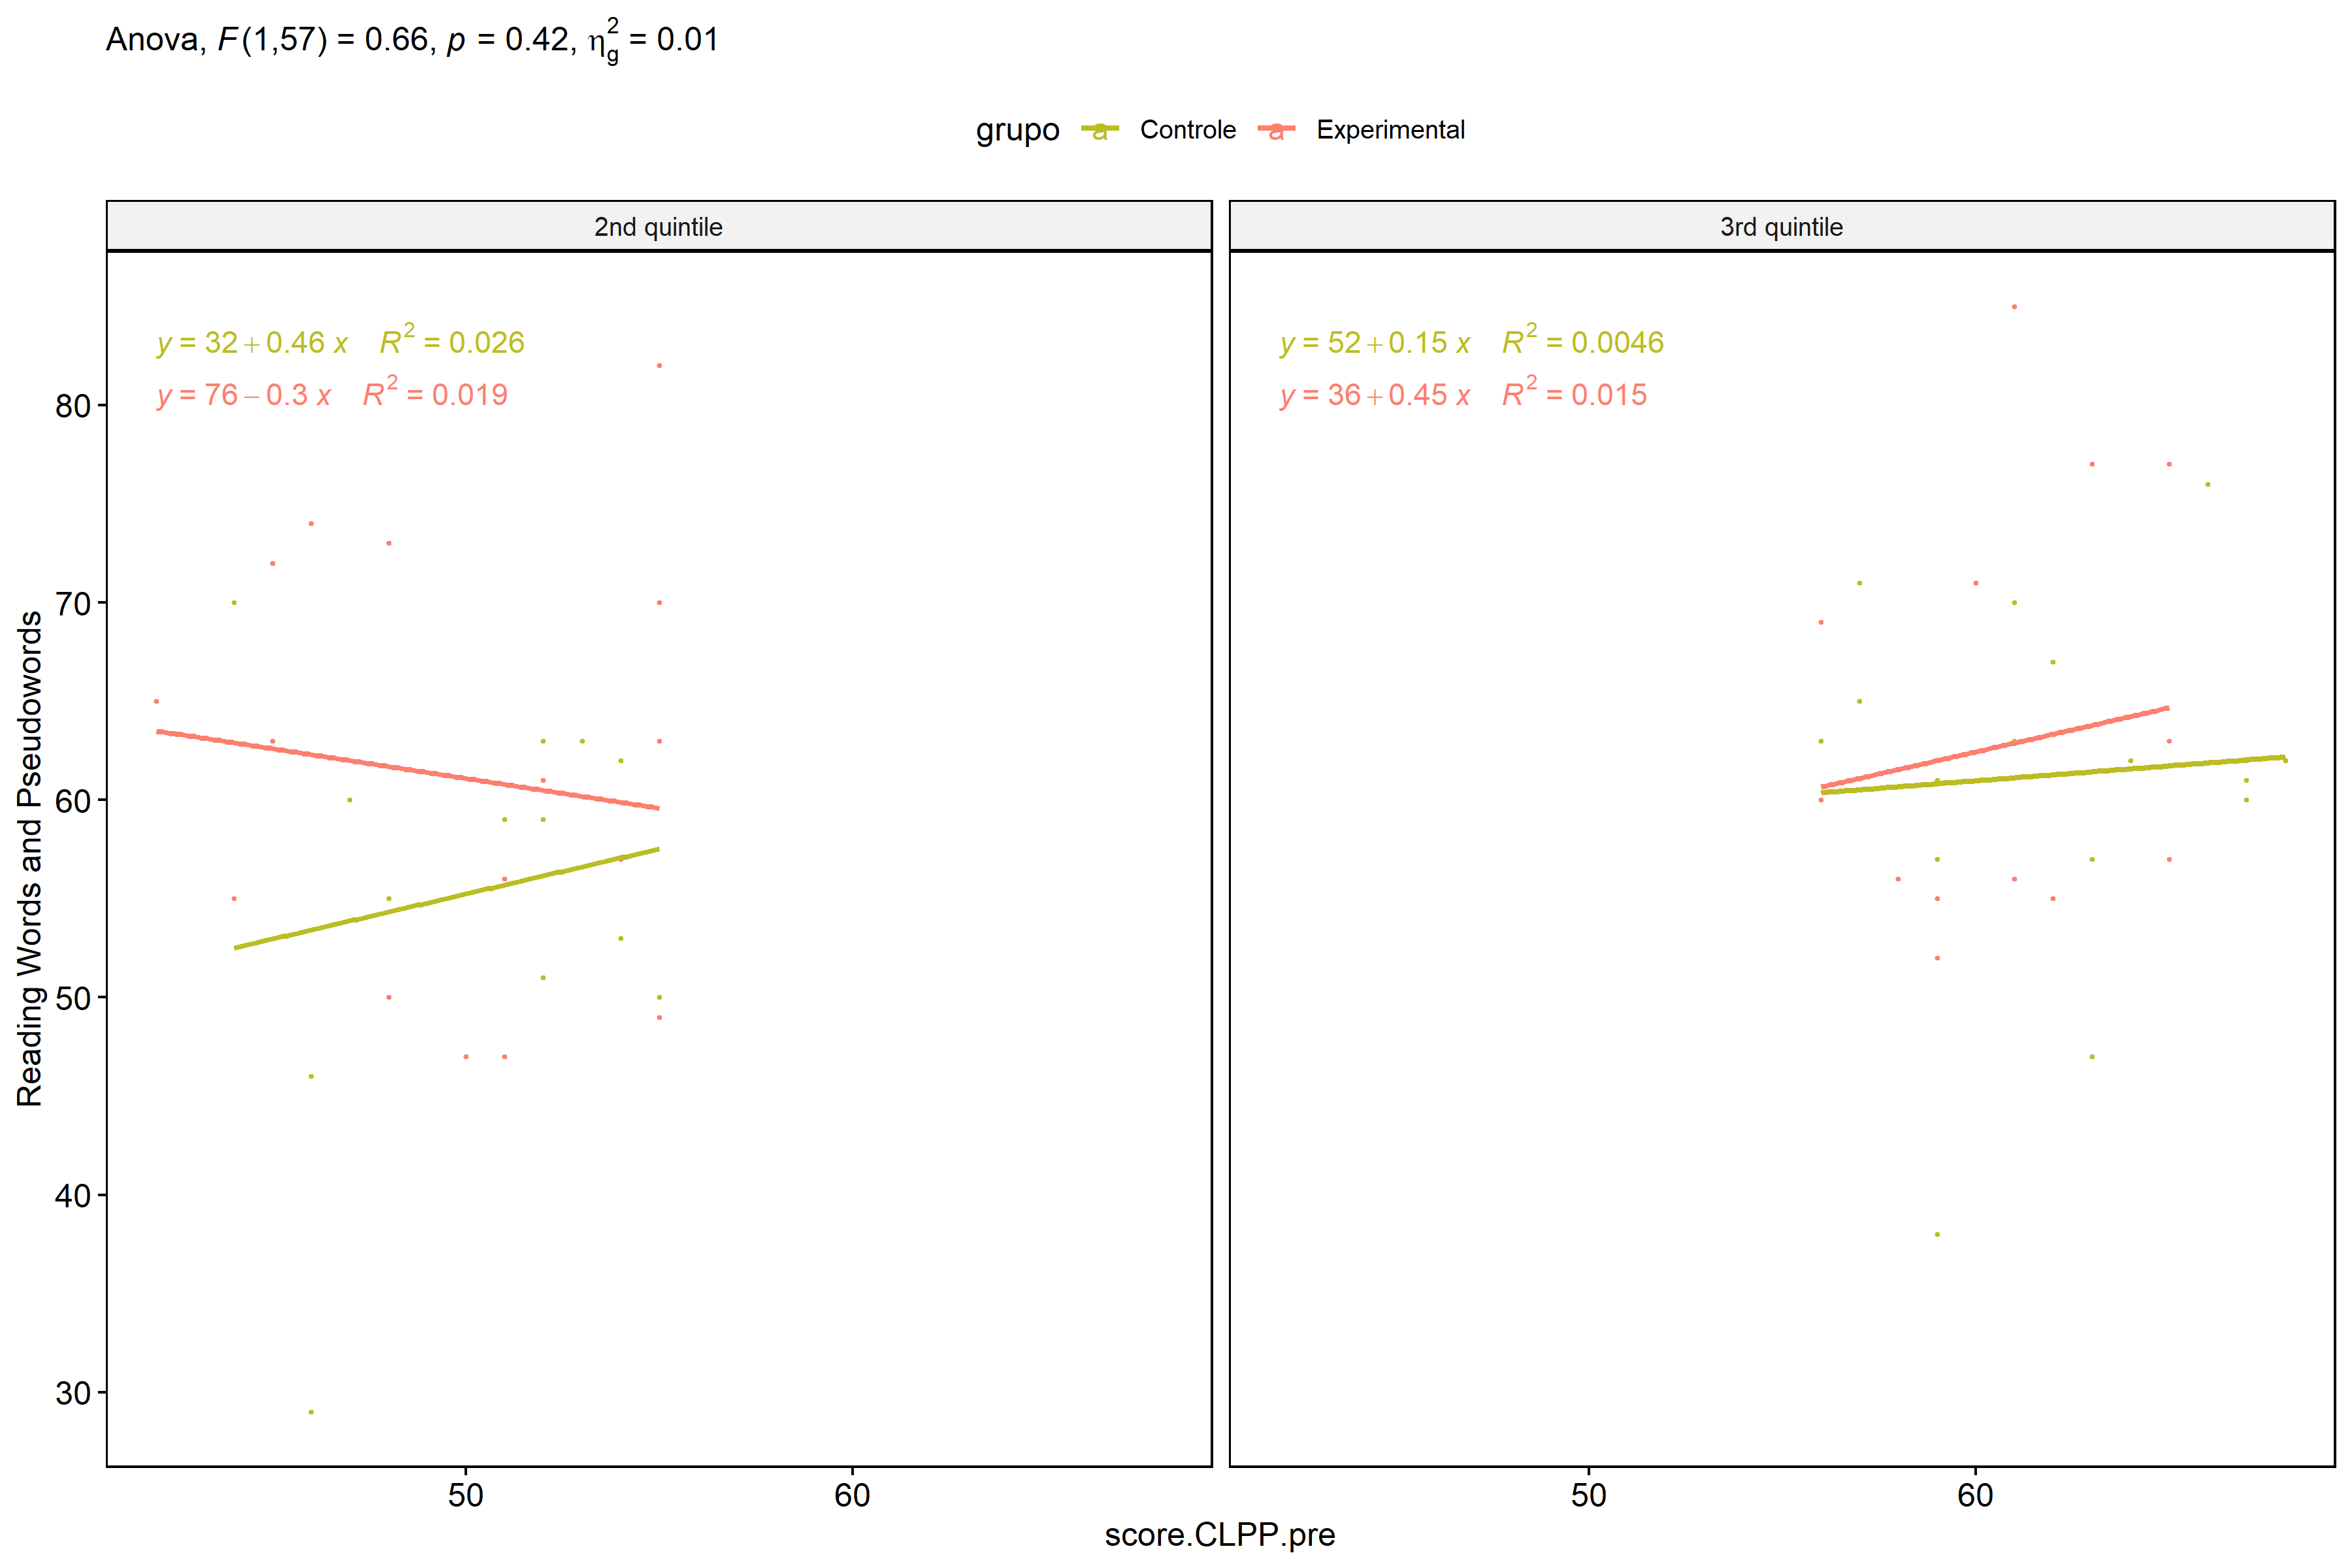 Anova, F(1,57) = 0.66, p = 0.42, η²g = 0.01
grupo a Controle a Experimental
2nd quintile
3rd quintile
y = 32 + 0.46 x R² = 0.026
y = 76 − 0.3 x R² = 0.019
y = 52 + 0.15 x R² = 0.0046
y = 36 + 0.45 x R² = 0.015
Reading Words and Pseudowords
80
70
60
50
40
30
50 60
50 60
score.CLPP.pre